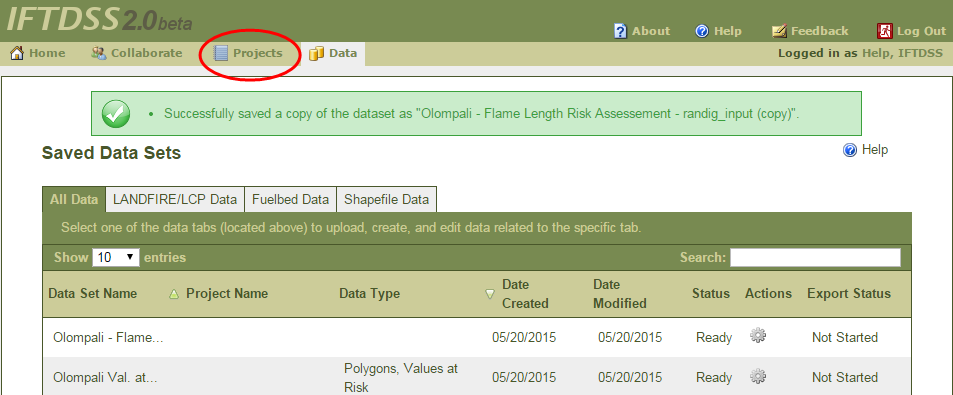 IFTDSS 2.0 beta
About Help Feedback Log Out
Home Collaborate Projects Data Logged in as Help, IFTDSS
• Successfully saved a copy of the dataset as "Olompali - Flame Length Risk Assessement - randig_input (copy)".
Saved Data Sets Help
All Data LANDFIRE/LCP Data Fuelbed Data Shapefile Data
Select one of the data tabs (located above) to upload, create, and edit data related to the specific tab.
Show 10 entries Search:
Data Set Name Project Name Data Type Date Created Date Modified Status Actions Export Status
Olompali - Flame... 05/20/2015 05/20/2015 Ready Not Started
Olompali Val. at... Polygons, Values at Risk 05/20/2015 05/20/2015 Ready Not Started